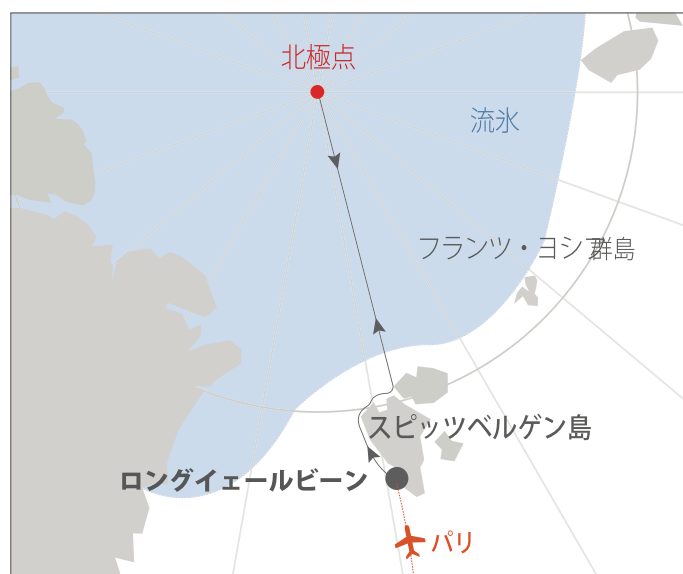 北極点
流氷
フランツ・ヨシフ群島
スピッツベルゲン島
ロングイェールビーン
パリ